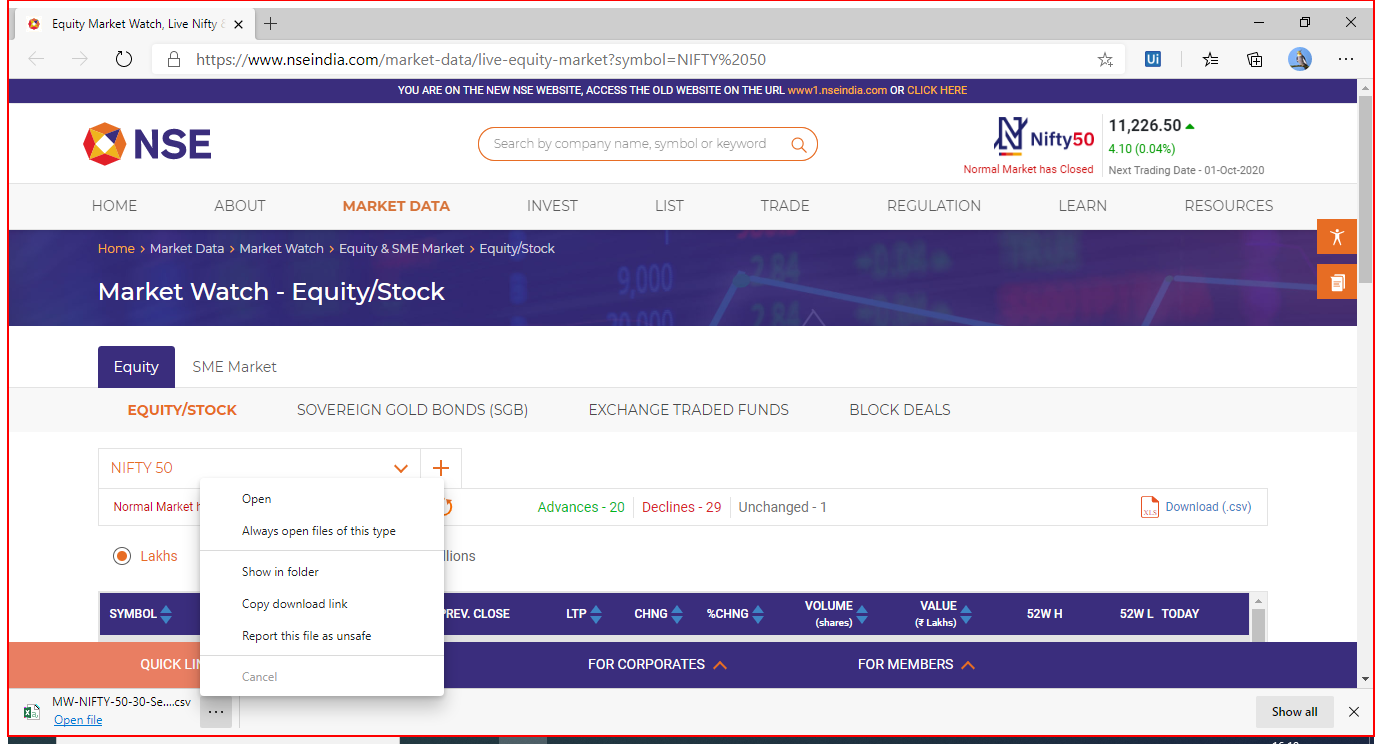 Equity Market Watch, Live Nifty
https://www.nseindia.com/market-data/live-equity-market?symbol=NIFTY%2050
Ui
YOU ARE ON THE NEW NSE WEBSITE, ACCESS THE OLD WEBSITE ON THE URL www1.nseindia.com OR CLICK HERE
NSE
Search by company name, symbol or keyword
Nifty50
11,226.50
4.10 (0.04%)
Normal Market has Closed
Next Trading Date - 01-Oct-2020
HOME ABOUT MARKET DATA INVEST LIST TRADE REGULATION LEARN RESOURCES
Home > Market Data > Market Watch > Equity & SME Market > Equity/Stock
Market Watch - Equity/Stock
9,000
2.84
2.84
Equity SME Market
EQUITY/STOCK SOVEREIGN GOLD BONDS (SGB) EXCHANGE TRADED FUNDS BLOCK DEALS
NIFTY 50
Normal Market
Advances - 20 Declines - 29 Unchanged - 1
XLS Download (.csv)
Lakhs
Open
Always open files of this type
Show in folder
Copy download link
Report this file as unsafe
Cancel
SYMBOL PREV. CLOSE LTP CHNG %CHNG VOLUME (shares) VALUE (₹ Lakhs) 52W H 52W L TODAY
QUICK FOR CORPORATES FOR MEMBERS
MW-NIFTY-50-30-Se....csv
Open file
Show all